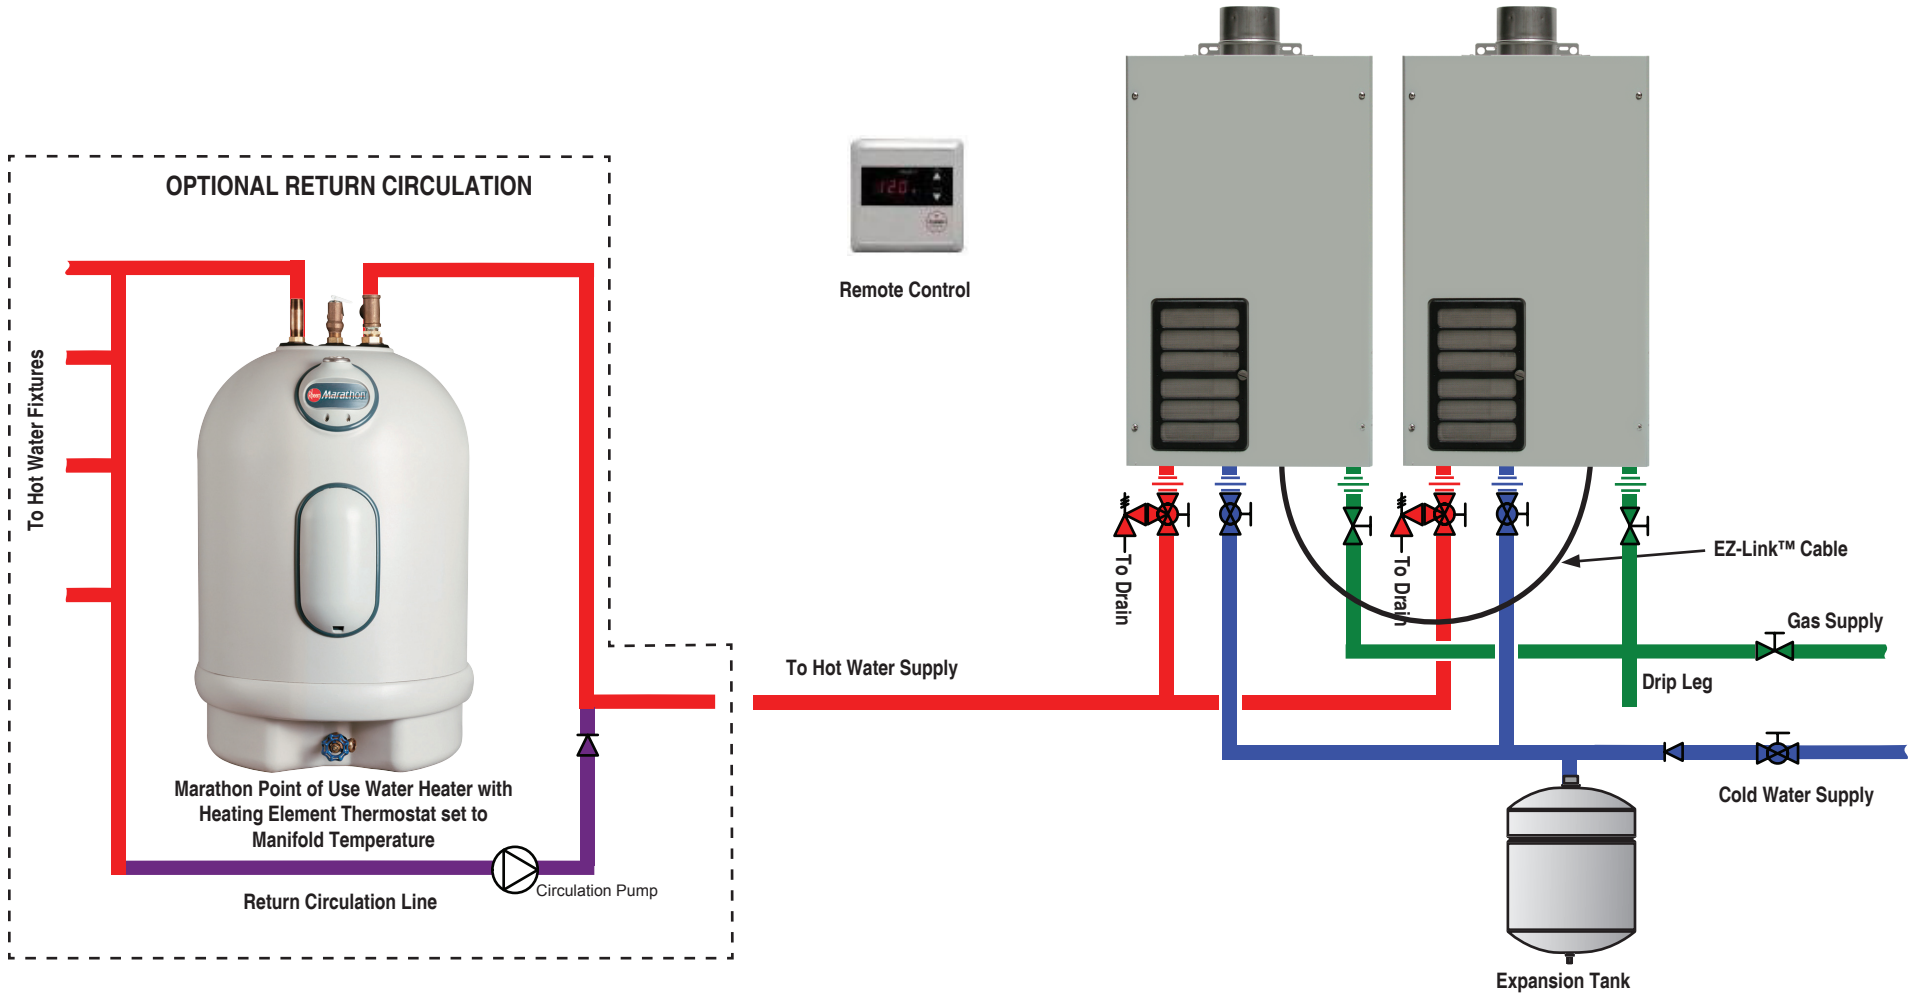 OPTIONAL RETURN CIRCULATION
To Hot Water Fixtures
Marathon
Marathon Point of Use Water Heater with
Heating Element Thermostat set to
Manifold Temperature
Return Circulation Line
Circulation Pump
120
Remote Control
To Hot Water Supply
To Drain
To Drain
EZ-Link™ Cable
Gas Supply
Drip Leg
Cold Water Supply
Expansion Tank